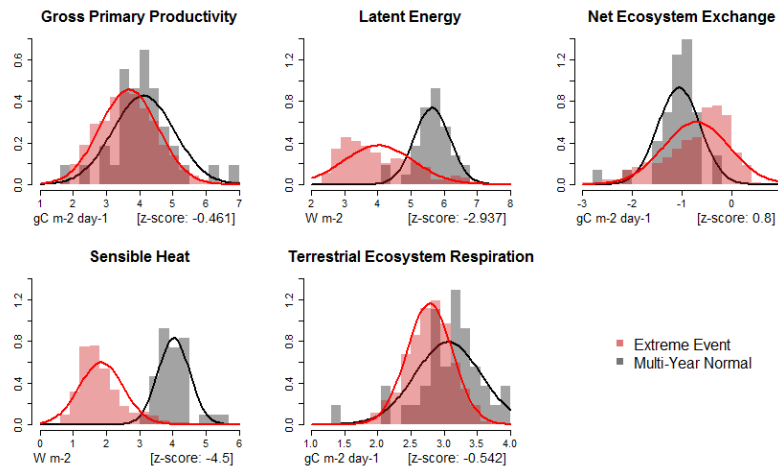 Gross Primary Productivity
0.0 0.2 0.4 0.6
1 2 3 4 5 6 7
gC m-2 day-1 [z-score: -0.461]
Latent Energy
0.0 0.4 0.8 1.2
2 3 4 5 6 7 8
W m-2 [z-score: -2.937]
Net Ecosystem Exchange
0.0 0.4 0.8 1.2
-3 -2 -1 0
gC m-2 day-1 [z-score: 0.8]
Sensible Heat
0.0 0.4 0.8 1.2
0 1 2 3 4 5 6
W m-2 [z-score: -4.5]
Terrestrial Ecosystem Respiration
0.0 0.4 0.8 1.2
1.0 1.5 2.0 2.5 3.0 3.5 4.0
gC m-2 day-1 [z-score: -0.542]
Extreme Event
Multi-Year Normal